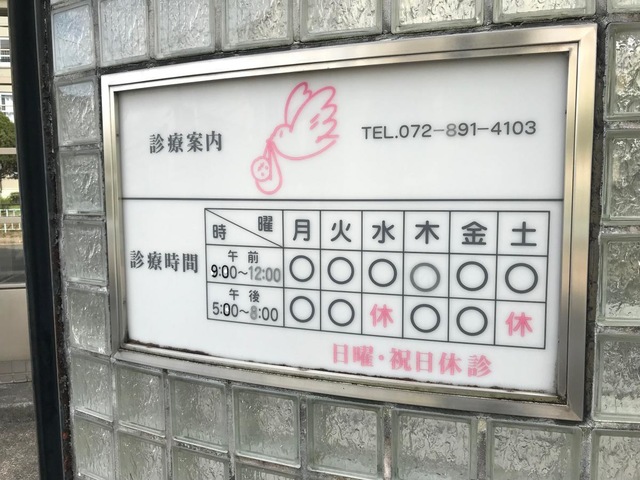 診療案内
TEL.072-891-4103
診療時間
時 曜 月 火 水 木 金 土
午前 9:00～12:00 ○ ○ ○ ○ ○ ○
午後 5:00～8:00 ○ ○ 休 ○ ○ 休
日曜・祝日休診